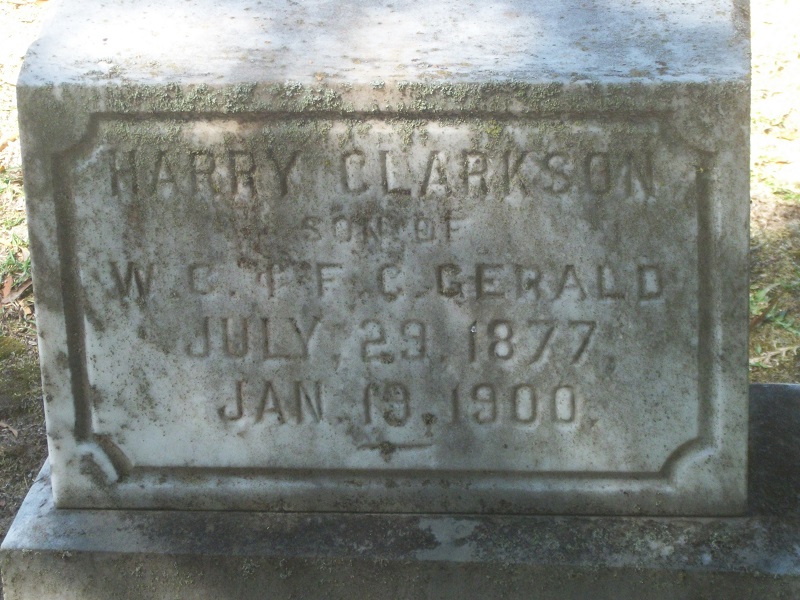 HARRY CLARKSON
SON OF
W. C. & F. C. GERALD
JULY, 29, 1877,
JAN. 19, 1900.